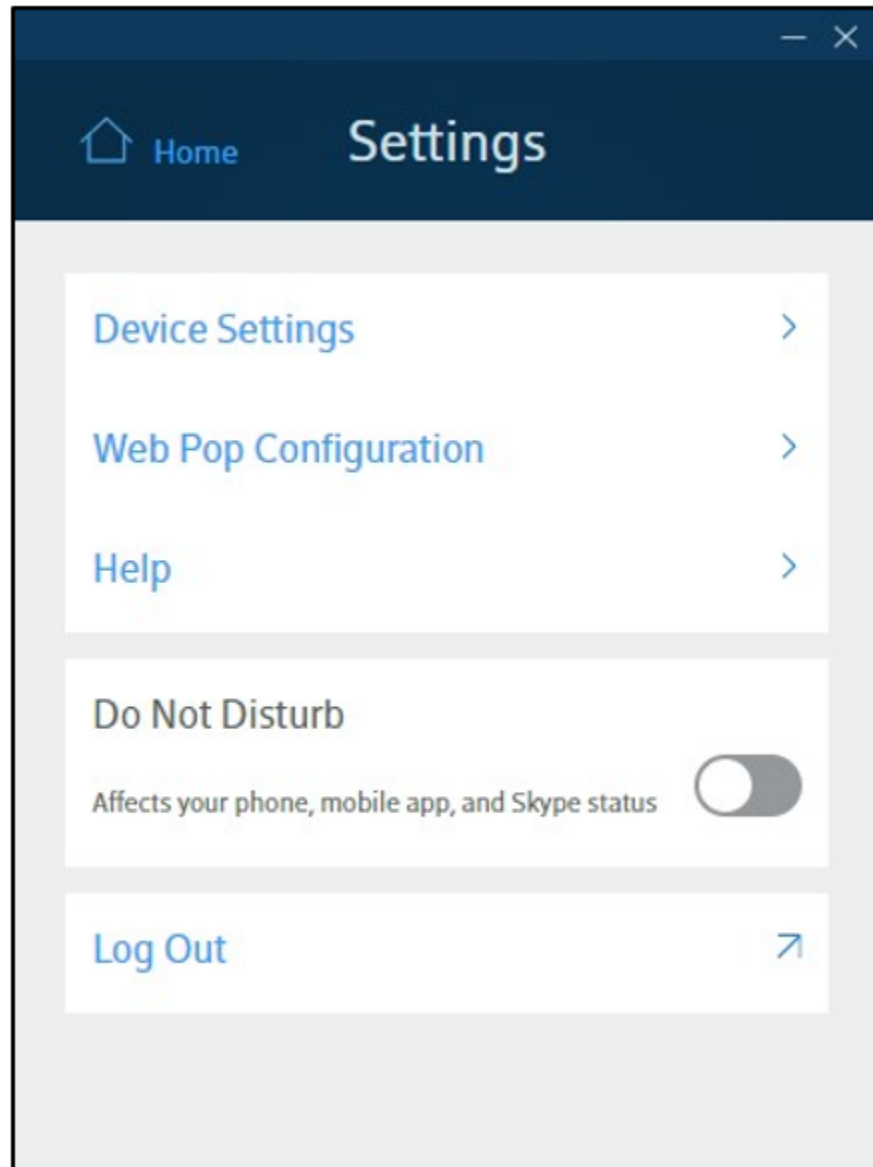 Home
Settings
Device Settings
Web Pop Configuration
Help
Do Not Disturb
Affects your phone, mobile app, and Skype status
Log Out